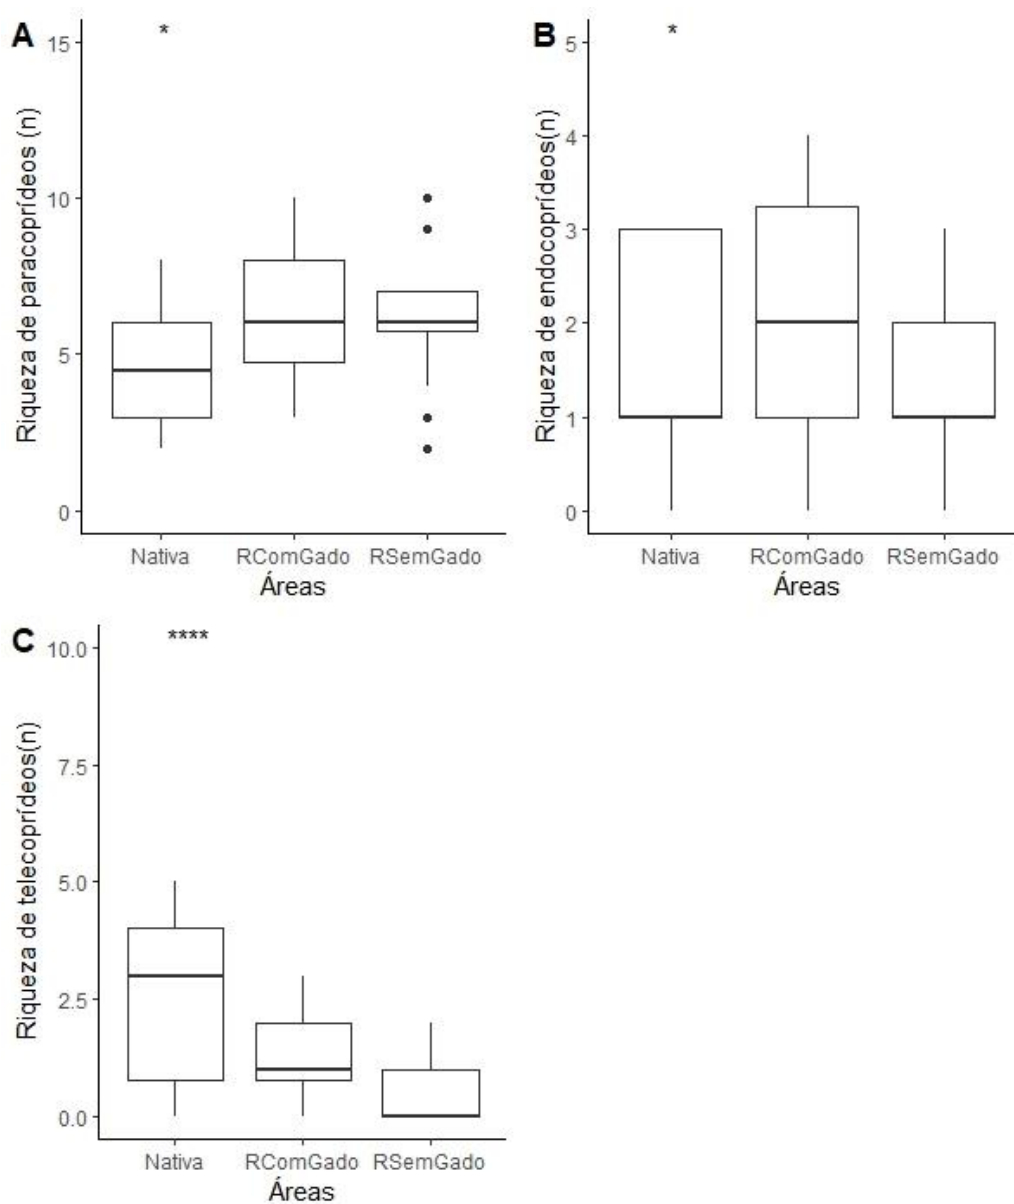 A
*
15
10
5
0
Riqueza de paracoprídeos (n)
Nativa RComGado RSemGado
Áreas
B
*
5
4
3
2
1
0
Riqueza de endocoprídeos(n)
Nativa RComGado RSemGado
Áreas
C
****
10.0
7.5
5.0
2.5
0.0
Riqueza de telecoprídeos(n)
Nativa RComGado RSemGado
Áreas